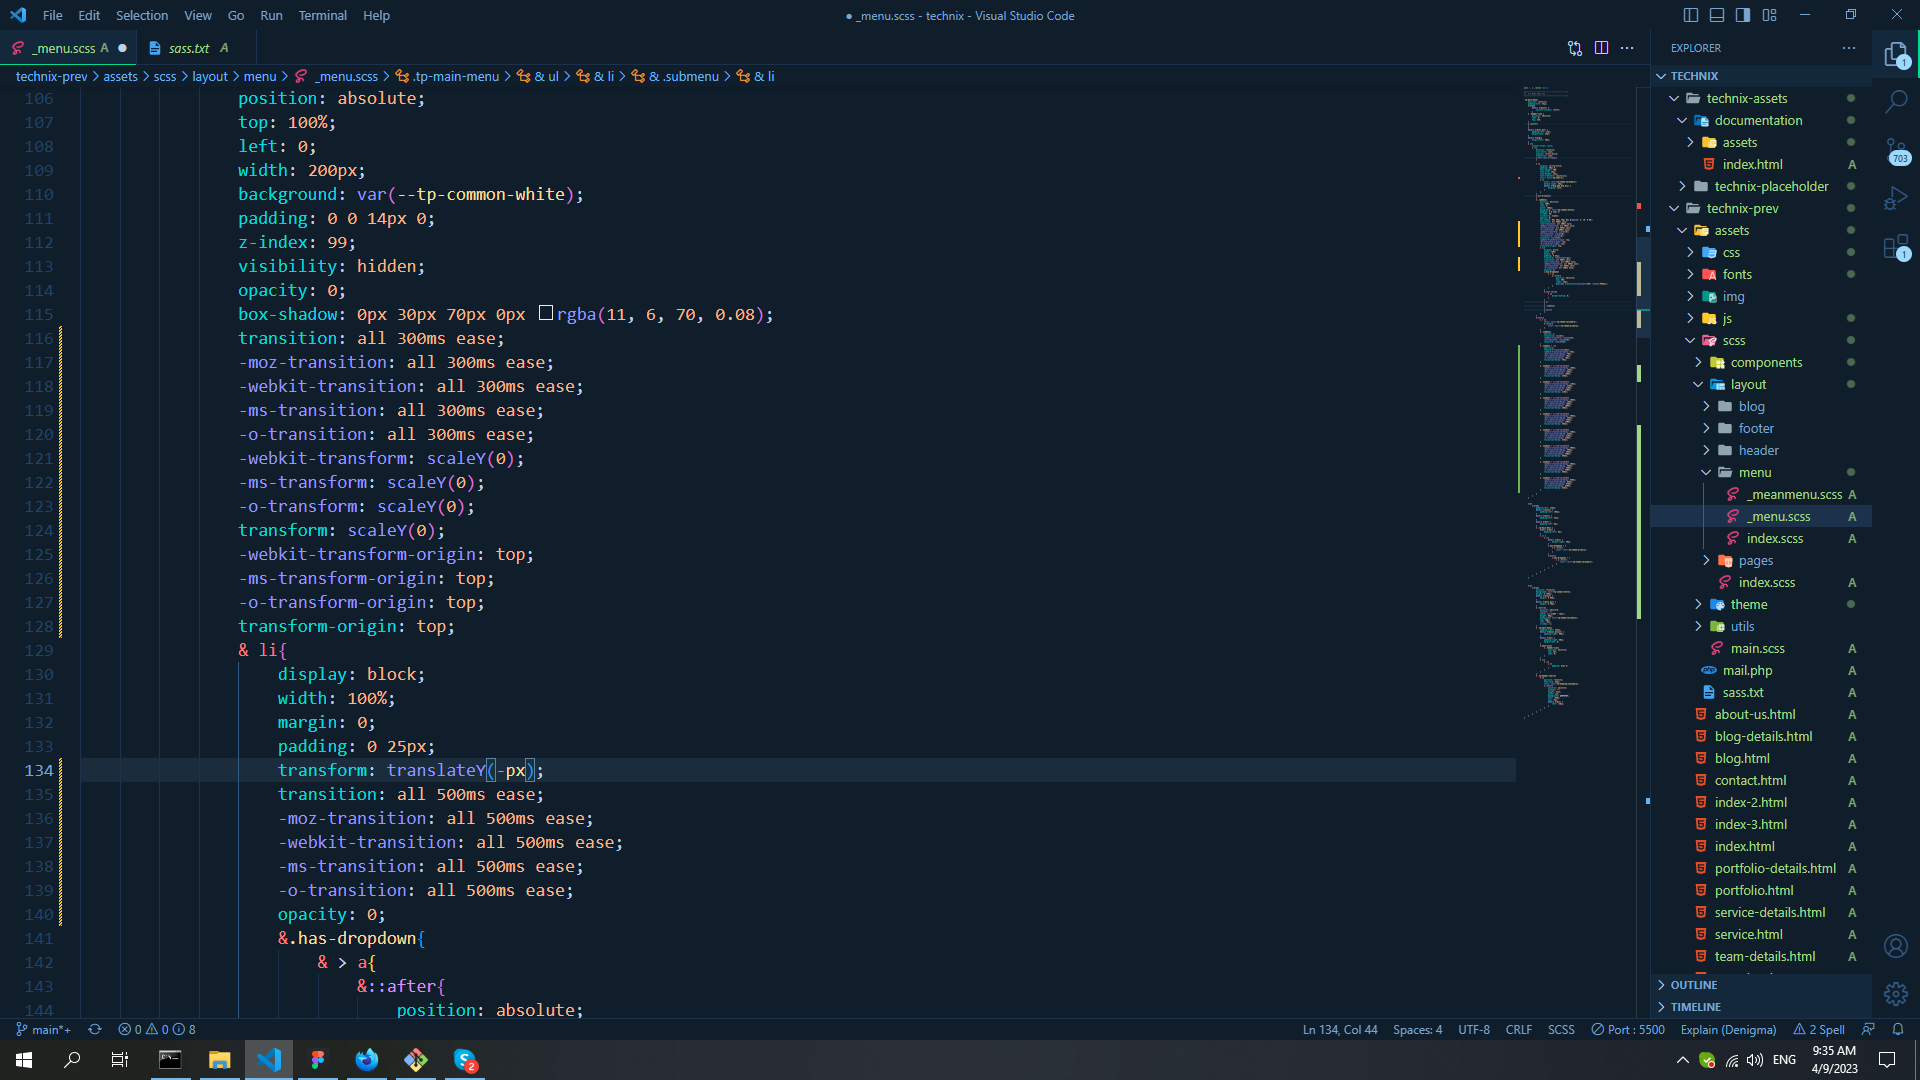 File Edit Selection View Go Run Terminal Help
● _menu.scss - technix - Visual Studio Code
_menu.scss A ●
sass.txt A
technix-prev > assets > scss > layout > menu > _menu.scss > .tp-main-menu > & ul > & li > & .submenu > & li
106 position: absolute;
107 top: 100%;
108 left: 0;
109 width: 200px;
110 background: var(--tp-common-white);
111 padding: 0 0 14px 0;
112 z-index: 99;
113 visibility: hidden;
114 opacity: 0;
115 box-shadow: 0px 30px 70px 0px rgba(11, 6, 70, 0.08);
116 transition: all 300ms ease;
117 -moz-transition: all 300ms ease;
118 -webkit-transition: all 300ms ease;
119 -ms-transition: all 300ms ease;
120 -o-transition: all 300ms ease;
121 -webkit-transform: scaleY(0);
122 -ms-transform: scaleY(0);
123 -o-transform: scaleY(0);
124 transform: scaleY(0);
125 -webkit-transform-origin: top;
126 -ms-transform-origin: top;
127 -o-transform-origin: top;
128 transform-origin: top;
129 & li{
130 display: block;
131 width: 100%;
132 margin: 0;
133 padding: 0 25px;
134 transform: translateY(-px);
135 transition: all 500ms ease;
136 -moz-transition: all 500ms ease;
137 -webkit-transition: all 500ms ease;
138 -ms-transition: all 500ms ease;
139 -o-transition: all 500ms ease;
140 opacity: 0;
141 &.has-dropdown{
142 & > a{
143 &::after{
144 position: absolute;
EXPLORER
TECHNIX
technix-assets
documentation
assets
index.html A
technix-placeholder
technix-prev
assets
css
fonts
img
js
scss
components
layout
blog
footer
header
menu
_meanmenu.scss A
_menu.scss A
index.scss A
pages
index.scss A
theme
utils
main.scss A
mail.php A
sass.txt A
about-us.html A
blog-details.html A
blog.html A
contact.html A
index-2.html A
index-3.html A
index.html A
portfolio-details.html A
portfolio.html A
service-details.html A
service.html A
team-details.html A
OUTLINE
TIMELINE
1
703
1
main*+ 0 0 8
Ln 134, Col 44 Spaces: 4 UTF-8 CRLF SCSS Port : 5500 Explain (Denigma) 2 Spell
2
ENG
9:35 AM
4/9/2023